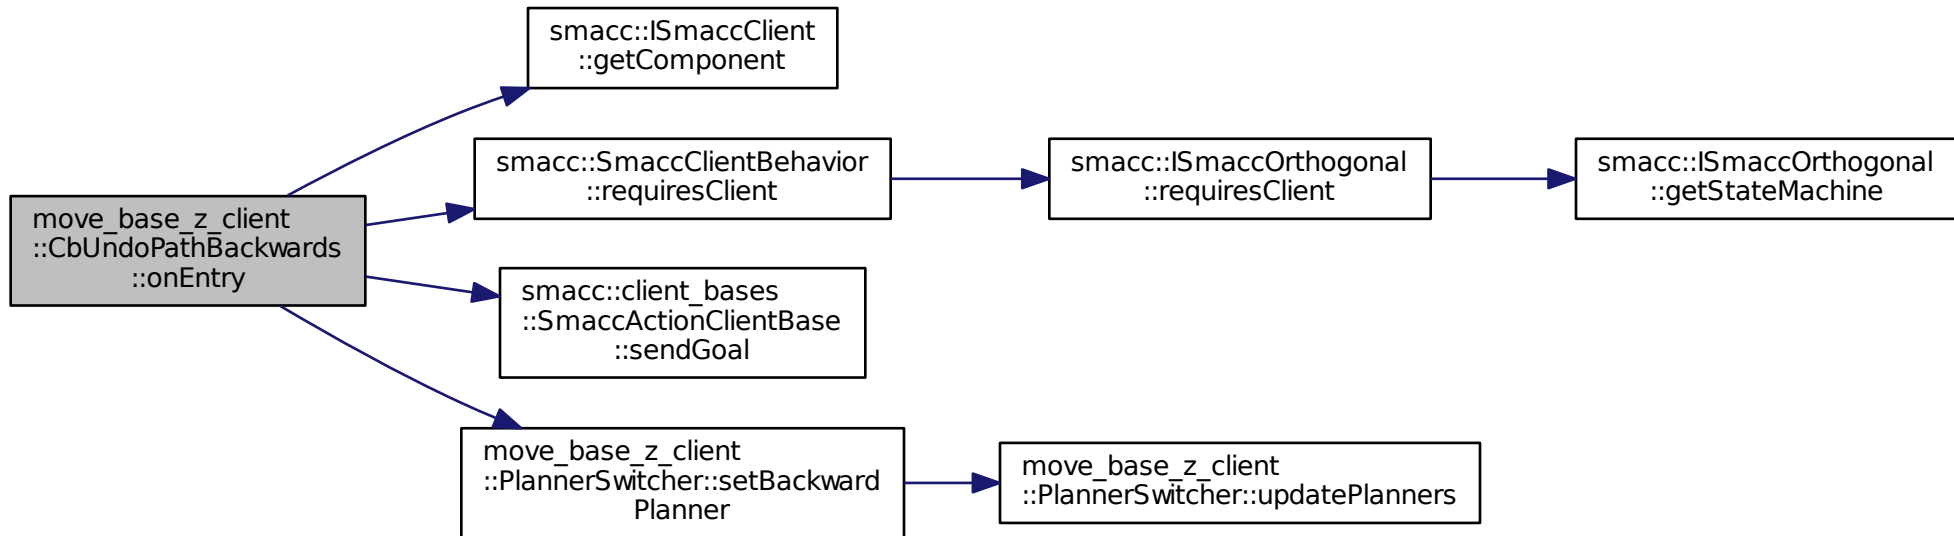 smacc::ISmaccClient
::getComponent
smacc::SmaccClientBehavior
::requiresClient
smacc::ISmaccOrthogonal
::requiresClient
smacc::ISmaccOrthogonal
::getStateMachine
move_base_z_client
::CbUndoPathBackwards
::onEntry
smacc::client_bases
::SmaccActionClientBase
::sendGoal
move_base_z_client
::PlannerSwitcher::setBackward
Planner
move_base_z_client
::PlannerSwitcher::updatePlanners